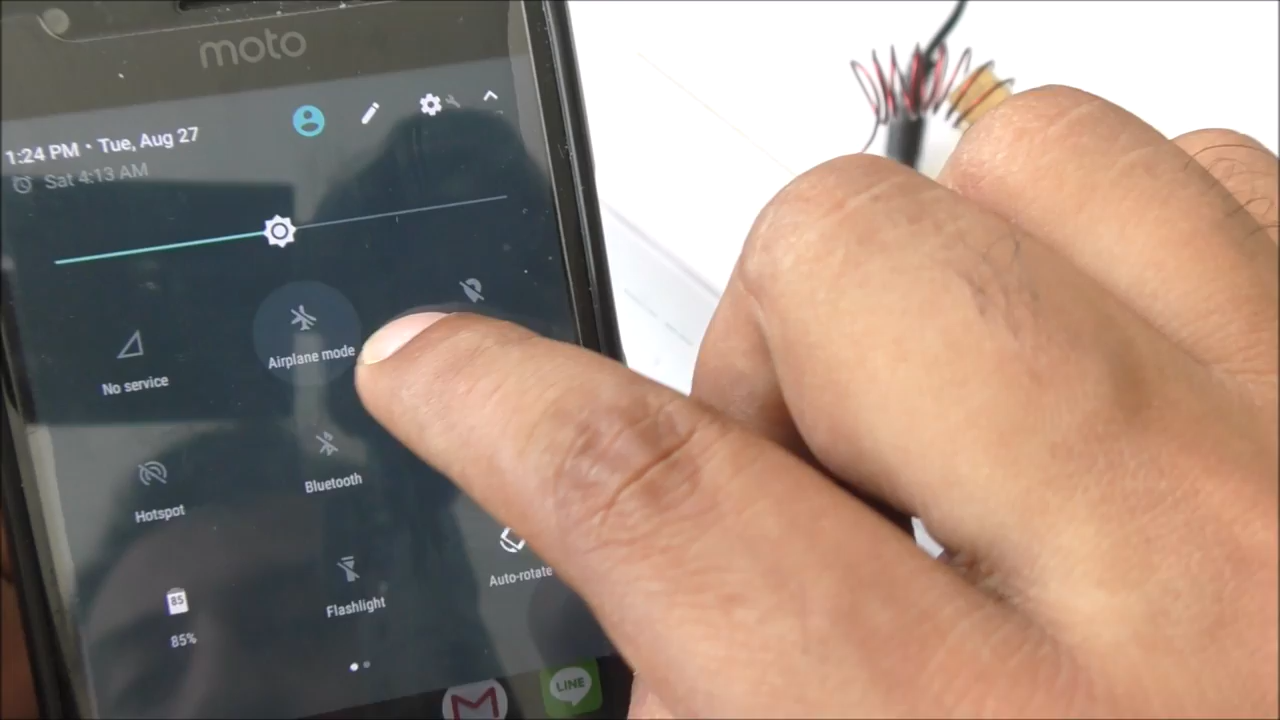 moto
1:24 PM • Tue, Aug 27
Sat 4:13 AM
No service
Airplane mode
Hotspot
Bluetooth
Auto-rotate
85
85%
Flashlight
LINE